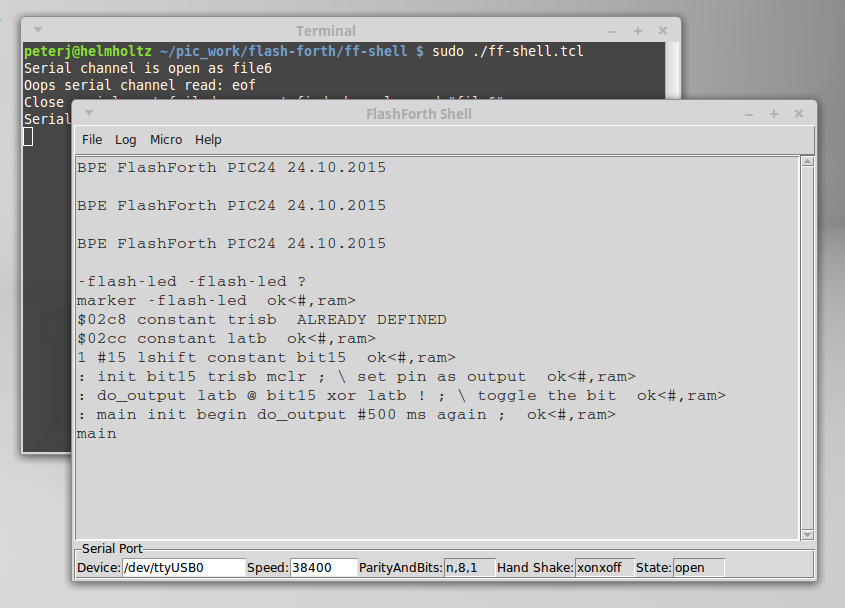 Terminal
peterj@helmholtz ~/pic_work/flash-forth/ff-shell $ sudo ./ff-shell.tcl
Serial channel is open as file6
Oops serial channel read: eof
Close
Serial
FlashForth Shell
File Log Micro Help
BPE FlashForth PIC24 24.10.2015
BPE FlashForth PIC24 24.10.2015
BPE FlashForth PIC24 24.10.2015
-flash-led -flash-led ?
marker -flash-led  ok<#,ram>
$02c8 constant trisb  ALREADY DEFINED
$02cc constant latb  ok<#,ram>
1 #15 lshift constant bit15  ok<#,ram>
: init bit15 trisb mclr ; \ set pin as output  ok<#,ram>
: do_output latb @ bit15 xor latb ! ; \ toggle the bit  ok<#,ram>
: main init begin do_output #500 ms again ;  ok<#,ram>
main
Serial Port
Device: /dev/ttyUSB0 Speed: 38400 ParityAndBits: n,8,1 Hand Shake: xonxoff State: open